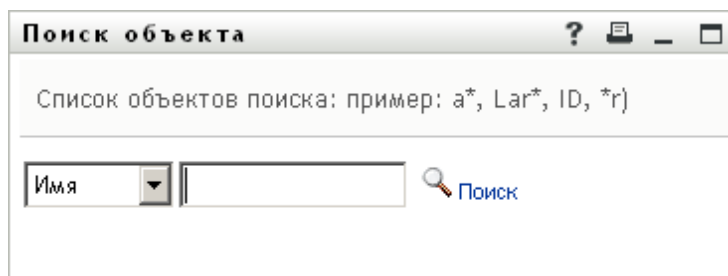 Поиск объекта ?
Список объектов поиска: пример: a*, Lar*, ID, *r)
Имя Поиск